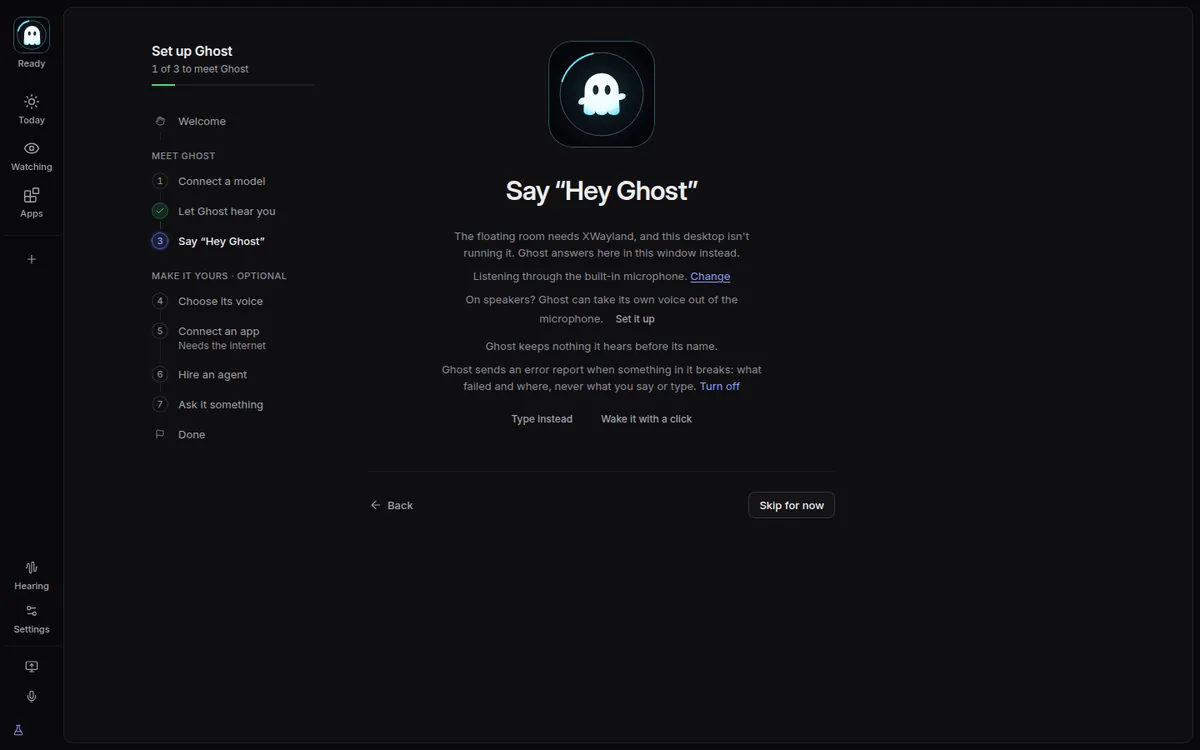 Ready
Today
Watching
Apps
Hearing
Settings
Set up Ghost
1 of 3 to meet Ghost
Welcome
MEET GHOST
1 Connect a model
Let Ghost hear you
3 Say “Hey Ghost”
MAKE IT YOURS · OPTIONAL
4 Choose its voice
5 Connect an app
Needs the internet
6 Hire an agent
7 Ask it something
Done
Say “Hey Ghost”
The floating room needs XWayland, and this desktop isn't
running it. Ghost answers here in this window instead.
Listening through the built-in microphone. Change
On speakers? Ghost can take its own voice out of the
microphone. Set it up
Ghost keeps nothing it hears before its name.
Ghost sends an error report when something in it breaks: what
failed and where, never what you say or type. Turn off
Type instead Wake it with a click
Back Skip for now